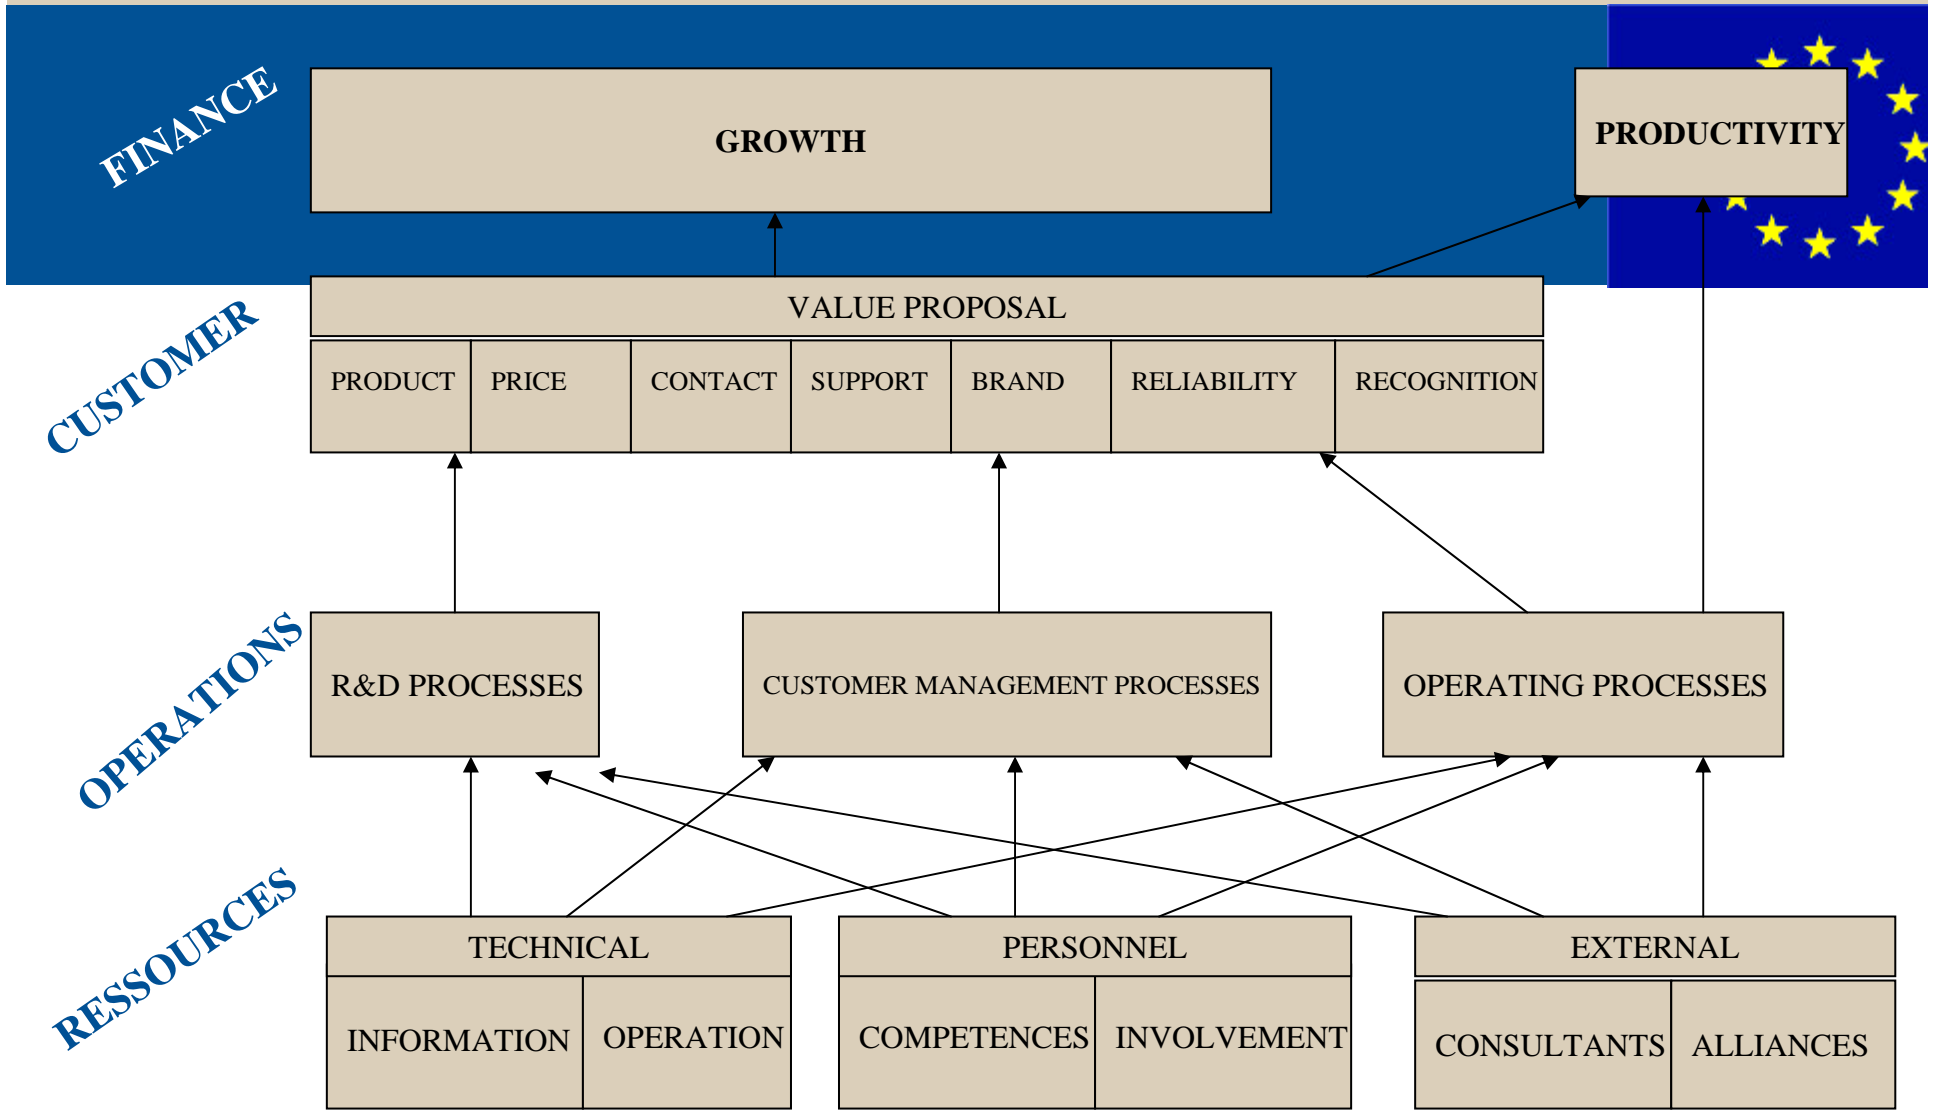 FINANCE
GROWTH
PRODUCTIVITY
CUSTOMER
VALUE PROPOSAL
PRODUCT
PRICE
CONTACT
SUPPORT
BRAND
RELIABILITY
RECOGNITION
OPERATIONS
R&D PROCESSES
CUSTOMER MANAGEMENT PROCESSES
OPERATING PROCESSES
RESSOURCES
TECHNICAL
INFORMATION
OPERATION
PERSONNEL
COMPETENCES
INVOLVEMENT
EXTERNAL
CONSULTANTS
ALLIANCES